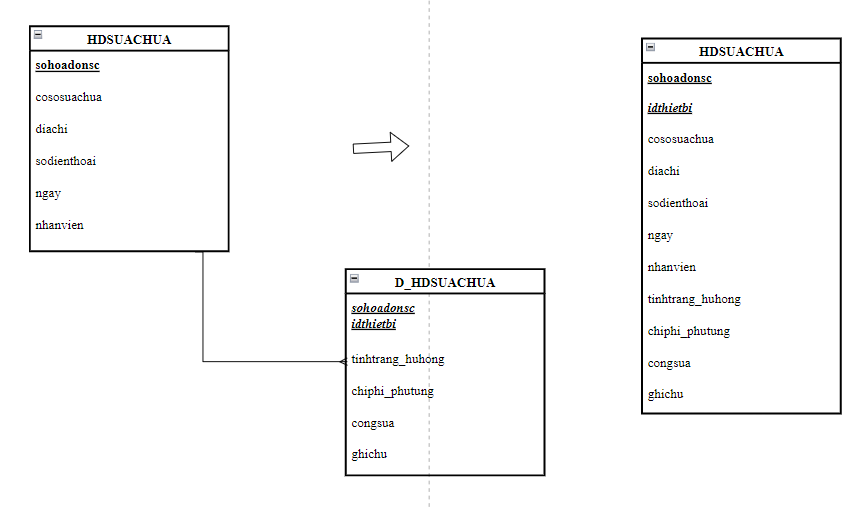 HDSUACHUA
sohoadonsc
cososuachua
diachi
sodienthoai
ngay
nhanvien
D_HDSUACHUA
sohoadonsc
idthietbi
tinhtrang_huhong
chiphi_phutung
congsua
ghichu
HDSUACHUA
sohoadonsc
idthietbi
cososuachua
diachi
sodienthoai
ngay
nhanvien
tinhtrang_huhong
chiphi_phutung
congsua
ghichu